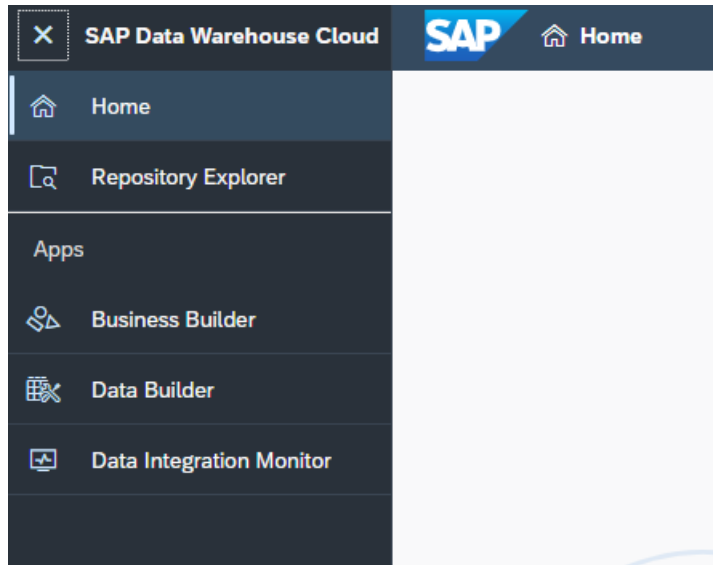 SAP Data Warehouse Cloud
SAP
Home
Home
Repository Explorer
Apps
Business Builder
Data Builder
Data Integration Monitor